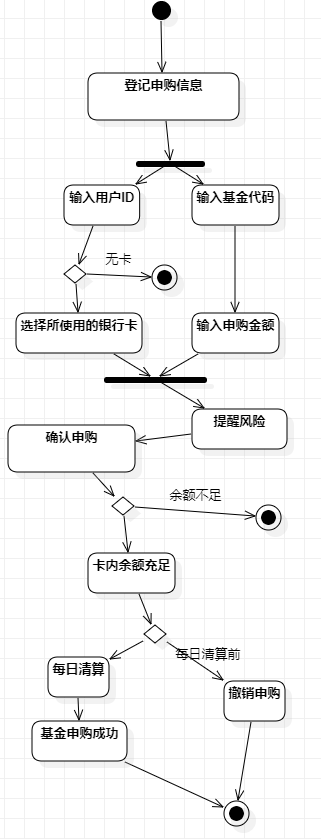 登记申购信息
输入用户ID
输入基金代码
无卡
选择所使用的银行卡
输入申购金额
提醒风险
确认申购
余额不足
卡内余额充足
每日清算前
每日清算
撤销申购
基金申购成功